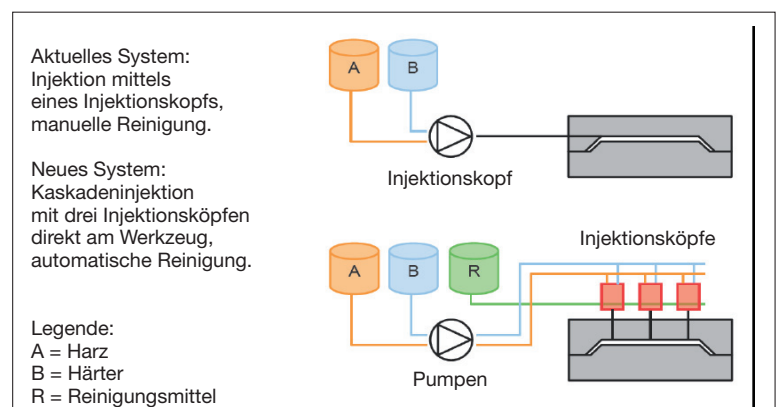 Aktuelles System:
Injektion mittels
eines Injektionskopfs,
manuelle Reinigung.
Neues System:
Kaskadeninjektion
mit drei Injektionsköpfen
direkt am Werkzeug,
automatische Reinigung.
Legende:
A = Harz
B = Härter
R = Reinigungsmittel
A
B
Injektionskopf
Injektionsköpfe
A
B
R
Pumpen